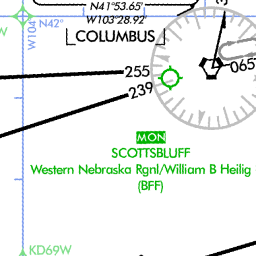 N41°53.65'
W103°28.92'
N42°
W104°
COLUMBUS
255
239
065
MON
SCOTTSBLUFF
Western Nebraska Rgnl/William B Heilig
(BFF)
KD69W